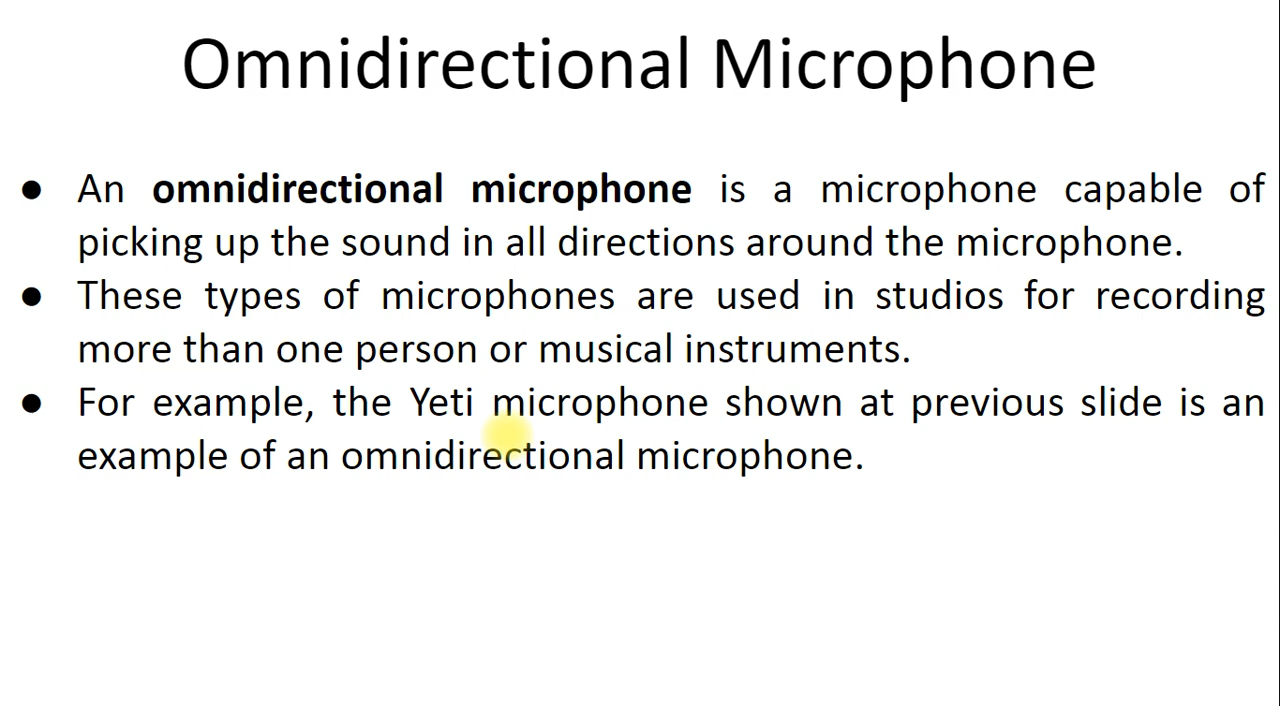 Omnidirectional Microphone
● An omnidirectional microphone is a microphone capable of
picking up the sound in all directions around the microphone.
● These types of microphones are used in studios for recording
more than one person or musical instruments.
● For example, the Yeti microphone shown at previous slide is an
example of an omnidirectional microphone.